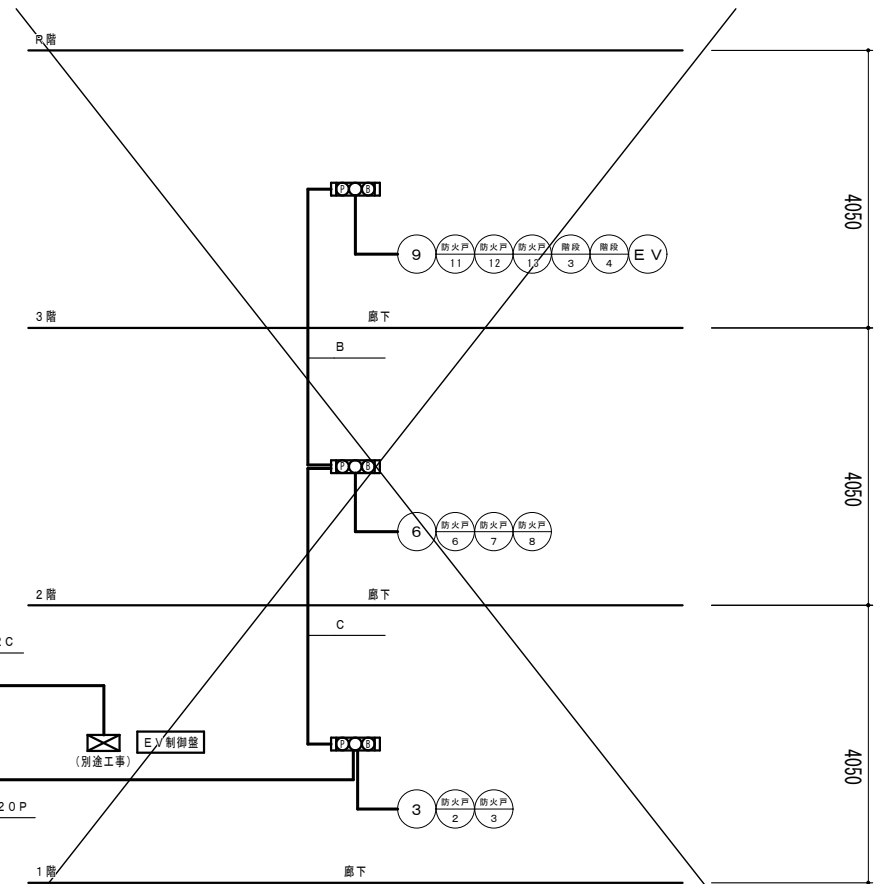 R階
4050
P B
9 防火戸 11 防火戸 12 防火戸 13 階段 3 階段 4 EV
3階 廊下
B
4050
P B
6 防火戸 6 防火戸 7 防火戸 8
2階 廊下
C
2C
EV制御盤
(別途工事)
P B
4050
20P
3 防火戸 2 防火戸 3
1階 廊下